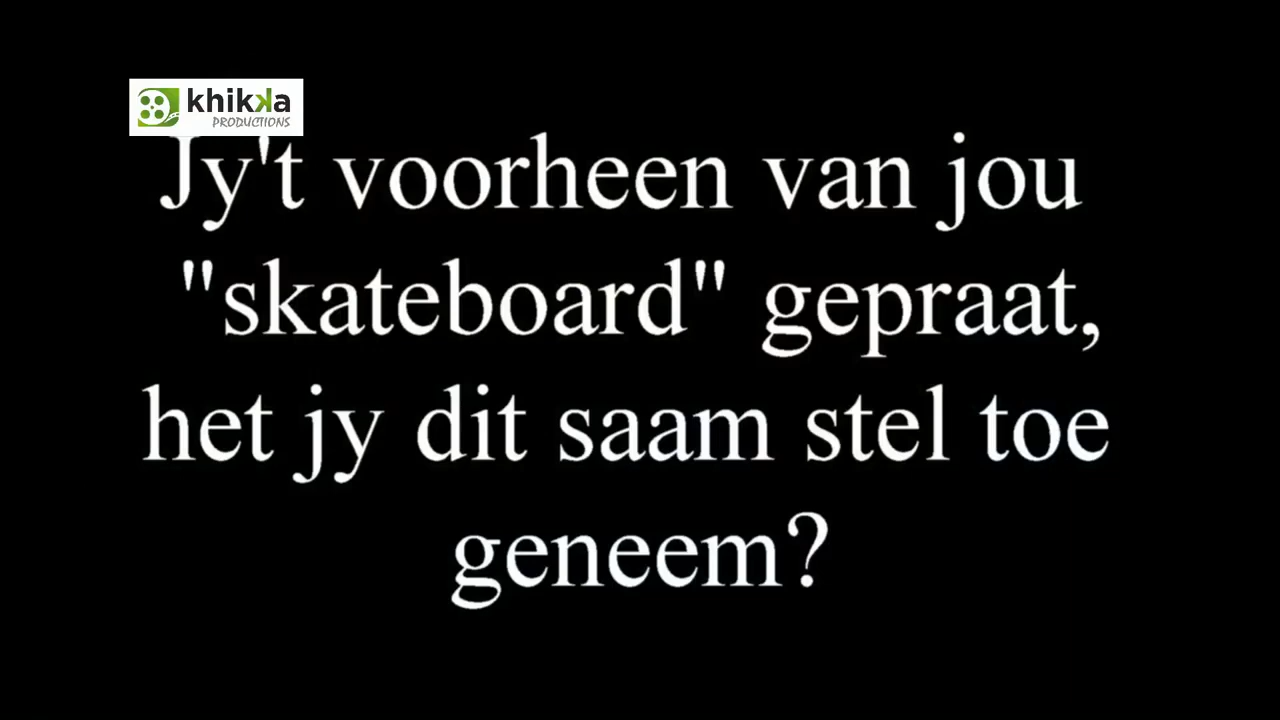 khikka
PRODUCTIONS
Jy't voorheen van jou
"skateboard" gepraat,
het jy dit saam stel toe
geneem?